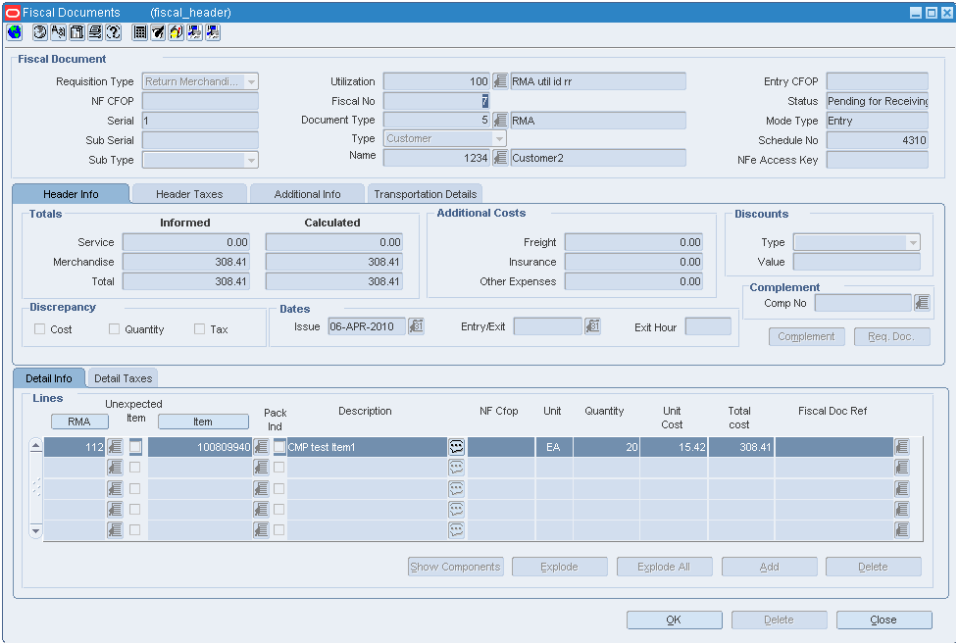 Fiscal Documents (fiscal_header)
Fiscal Document
Requisition Type Return Merchandi... Utilization 100 RMA util id rr Entry CFOP
NF CFOP Fiscal No 7 Status Pending for Receiving
Serial 1 Document Type 5 RMA Mode Type Entry
Sub Serial Type Customer Schedule No 4310
Sub Type Name 1234 Customer2 NFe Access Key
Header Info Header Taxes Additional Info Transportation Details
Totals Additional Costs Discounts
Informed Calculated
Service 0.00 0.00 Freight 0.00 Type
Merchandise 308.41 308.41 Insurance 0.00 Value
Total 308.41 308.41 Other Expenses 0.00
Complement
Comp No
Discrepancy Dates
Cost Quantity Tax Issue 06-APR-2010 Entry/Exit Exit Hour
Complement Req. Doc.
Detail Info Detail Taxes
Lines
RMA Unexpected Item Item Pack Ind Description NF Cfop Unit Quantity Unit Cost Total cost Fiscal Doc Ref
112 100809940 CMP test Item1 EA 20 15.42 308.41
Show Components Explode Explode All Add Delete
OK Delete Close